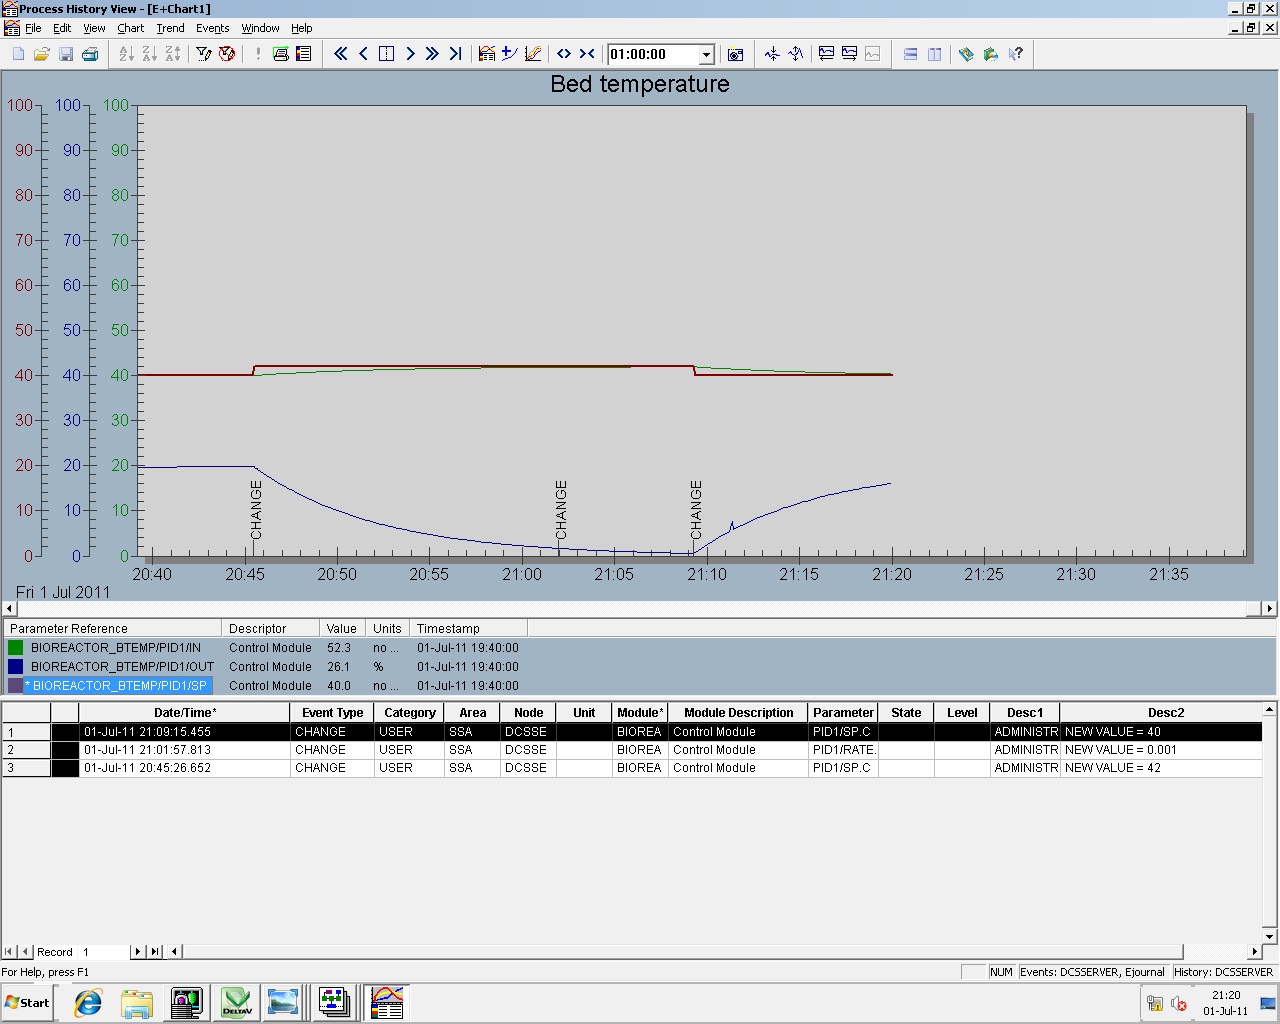 Process History View - [E+Chart1]
File Edit View Chart Trend Events Window Help
01:00:00
Bed temperature
100 100 100
90 90 90
80 80 80
70 70 70
60 60 60
50 50 50
40 40 40
30 30 30
20 20 20
10 10 10
0 0 0
CHANGE CHANGE CHANGE
20:40 20:45 20:50 20:55 21:00 21:05 21:10 21:15 21:20 21:25 21:30 21:35
Fri 1 Jul 2011
Parameter Reference Descriptor Value Units Timestamp
BIOREACTOR_BTEMP/PID1/IN Control Module 52.3 no ... 01-Jul-11 19:40:00
BIOREACTOR_BTEMP/PID1/OUT Control Module 26.1 % 01-Jul-11 19:40:00
* BIOREACTOR_BTEMP/PID1/SP Control Module 40.0 no ... 01-Jul-11 19:40:00
Date/Time* Event Type Category Area Node Unit Module* Module Description Parameter State Level Desc1 Desc2
1 01-Jul-11 21:09:15.455 CHANGE USER SSA DCSSE BIOREA Control Module PID1/SP.C ADMINISTR NEW VALUE = 40
2 01-Jul-11 21:01:57.813 CHANGE USER SSA DCSSE BIOREA Control Module PID1/RATE. ADMINISTR NEW VALUE = 0.001
3 01-Jul-11 20:45:26.652 CHANGE USER SSA DCSSE BIOREA Control Module PID1/SP.C ADMINISTR NEW VALUE = 42
Record 1
For Help, press F1 NUM Events: DCSSERVER, Ejournal History: DCSSERVER
Start DELTAV 21:20
01-Jul-11